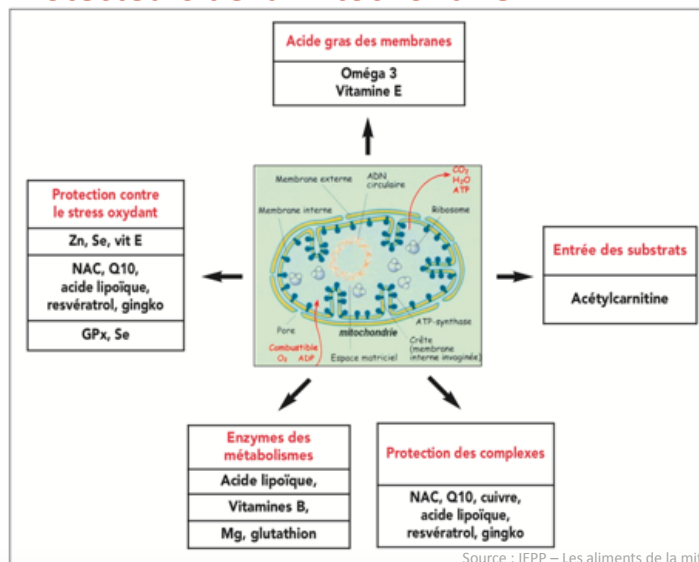 Acide gras des membranes
Oméga 3
Vitamine E
Protection contre
le stress oxydant
Zn, Se, vit E
NAC, Q10,
acide lipoïque,
resvératrol, gingko
GPx, Se
Membrane externe
ADN
circulaire
CO₂
H₂O
ATP
Membrane interne
Ribosome
Pore
mitochondrie
ATP-synthase
Combustible
O₂ ADP
Espace matriciel
Crête
(membrane
interne invaginée)
Entrée des substrats
Acétylcarnitine
Enzymes des
métabolismes
Acide lipoïque,
Vitamines B,
Mg, glutathion
Protection des complexes
NAC, Q10, cuivre,
acide lipoïque,
resvératrol, gingko
Source : IEPP – Les aliments de la mit